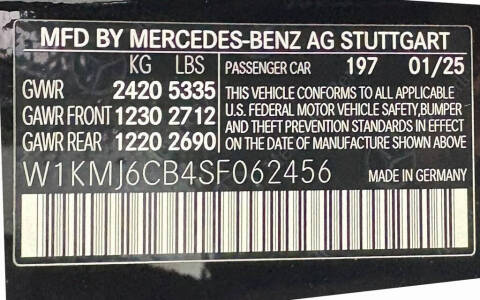 MFD BY MERCEDES-BENZ AG STUTTGART
KG LBS PASSENGER CAR 197 01/25
GVWR 2420 5335 THIS VEHICLE CONFORMS TO ALL APPLICABLE
GAWR FRONT 1230 2712 U.S. FEDERAL MOTOR VEHICLE SAFETY, BUMPER
AND THEFT PREVENTION STANDARDS IN EFFECT
GAWR REAR 1220 2690 ON THE DATE OF MANUFACTURE SHOWN ABOVE
W1KMJ6CB4SF062456 MADE IN GERMANY